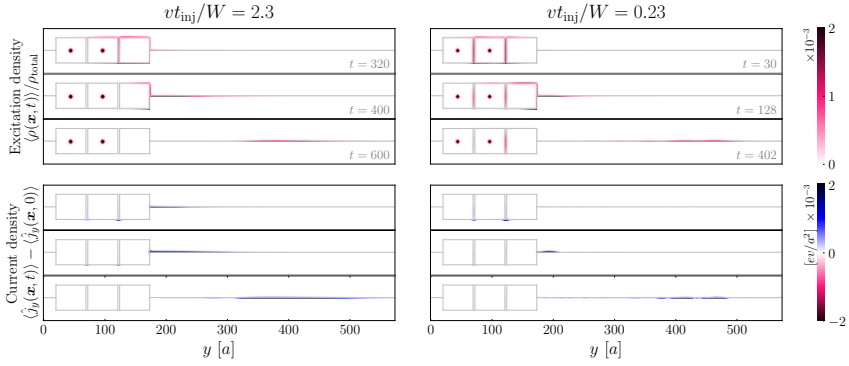 vt_inj/W = 2.3
vt_inj/W = 0.23
Excitation density
⟨ρ(x, t)⟩/ρ_total
t = 320
t = 400
t = 600
t = 30
t = 128
t = 402
×10⁻³
2
1
0
Current density
⟨ĵ_y(x, t)⟩ − ⟨ĵ_y(x, 0)⟩
[ev/a²] ×10⁻³
2
0
−2
0 100 200 300 400 500
y [a]
0 100 200 300 400 500
y [a]